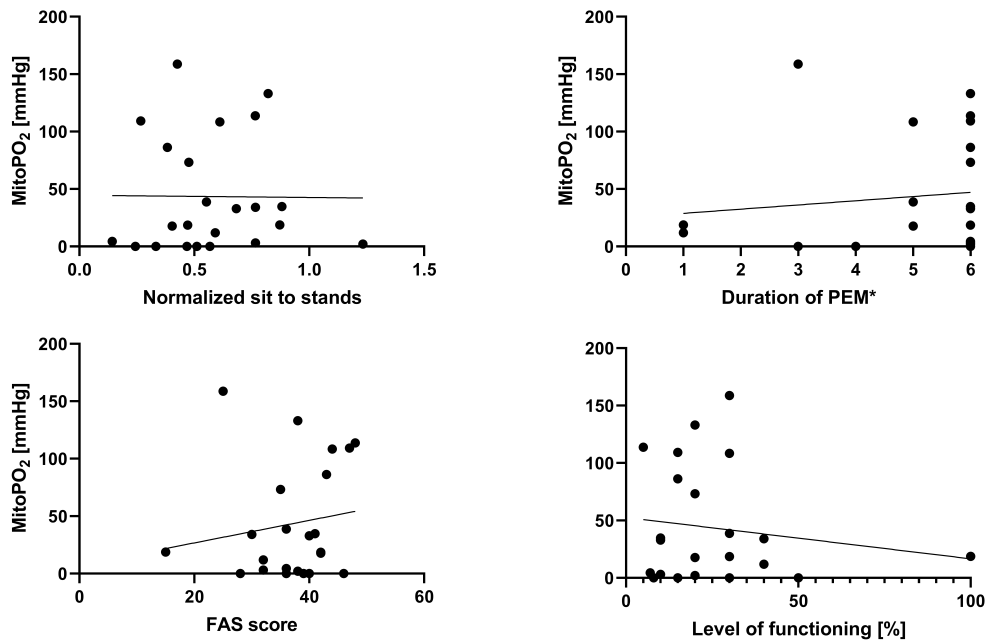 200
150
100
50
0
MitoPO2 [mmHg]
0.0 0.5 1.0 1.5
Normalized sit to stands
200
150
100
50
0
MitoPO2 [mmHg]
0 1 2 3 4 5 6
Duration of PEM*
200
150
100
50
0
MitoPO2 [mmHg]
0 20 40 60
FAS score
200
150
100
50
0
MitoPO2 [mmHg]
0 50 100
Level of functioning [%]